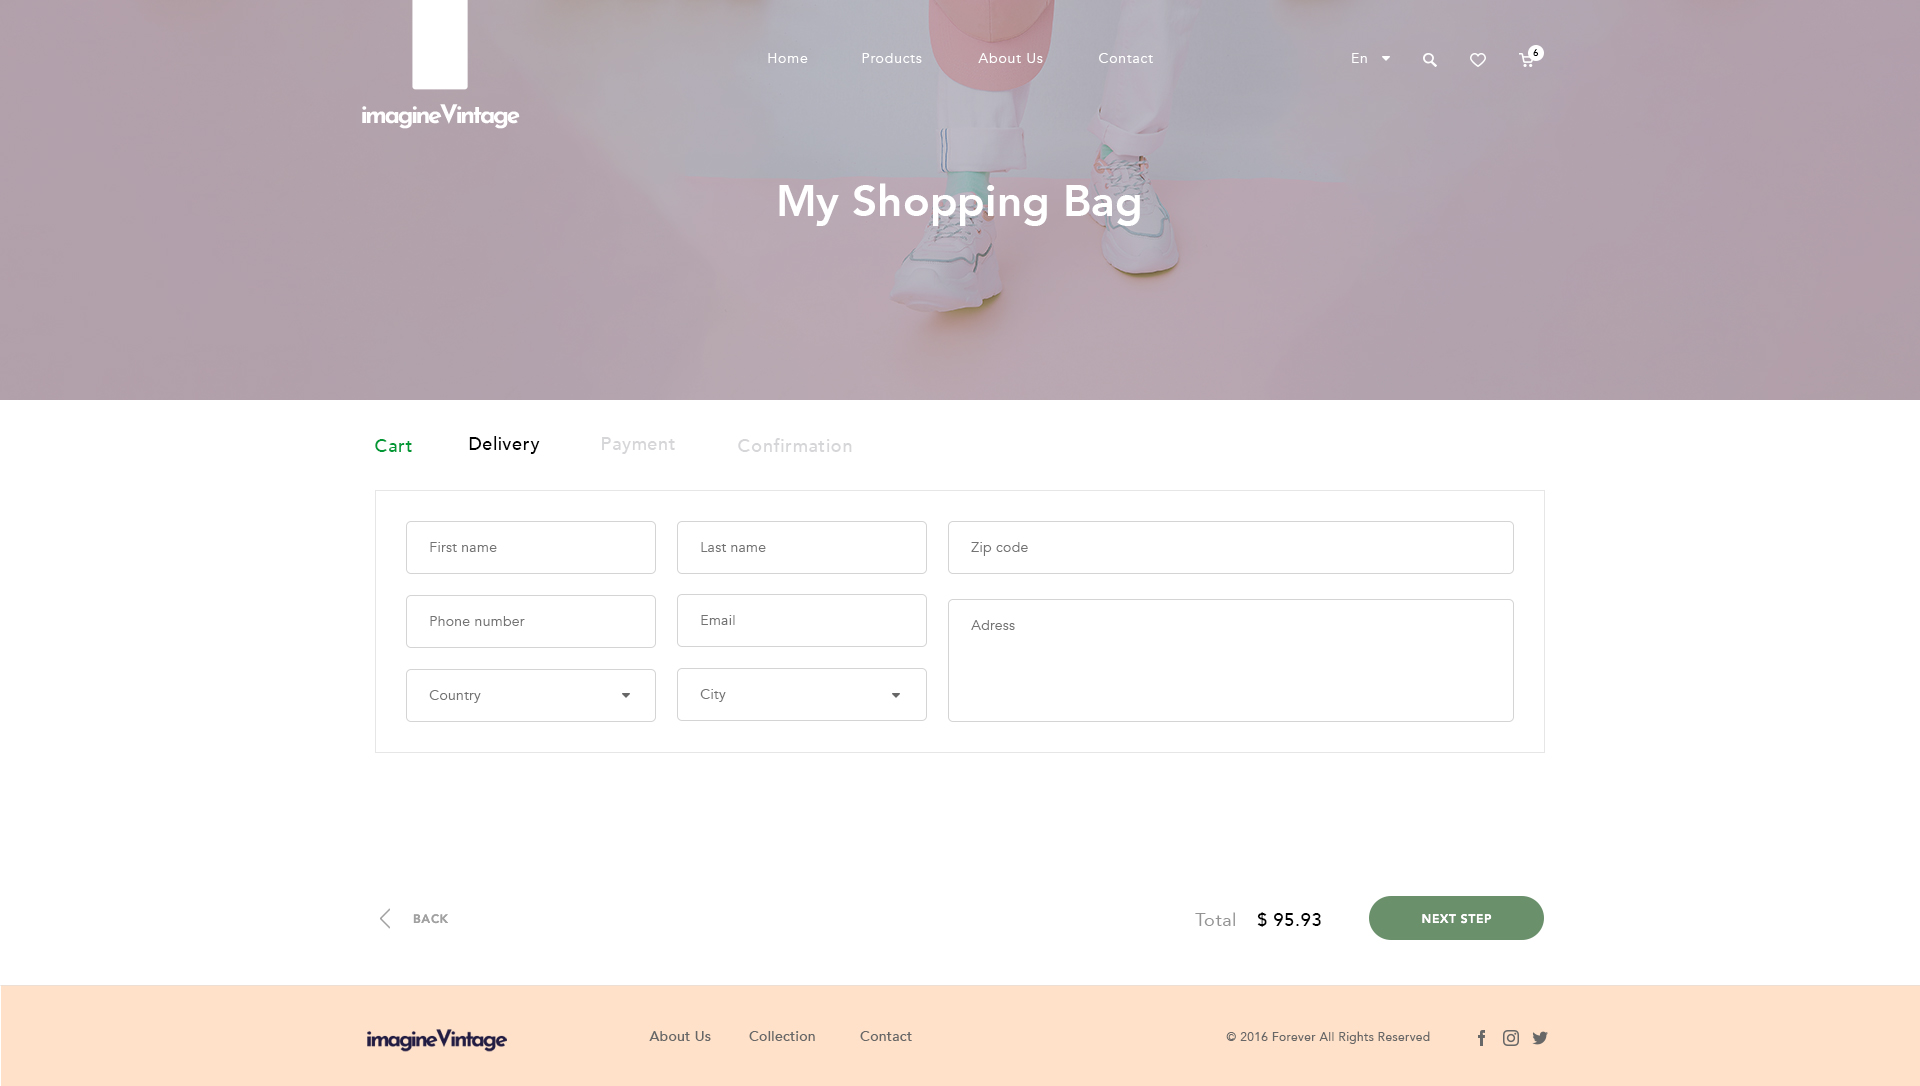 Home Products About Us Contact En 6
imagineVintage
My Shopping Bag
Cart Delivery Payment Confirmation
First name Last name Zip code
Phone number Email Adress
Country City
BACK Total $ 95.93 NEXT STEP
imagineVintage About Us Collection Contact © 2016 Forever All Rights Reserved